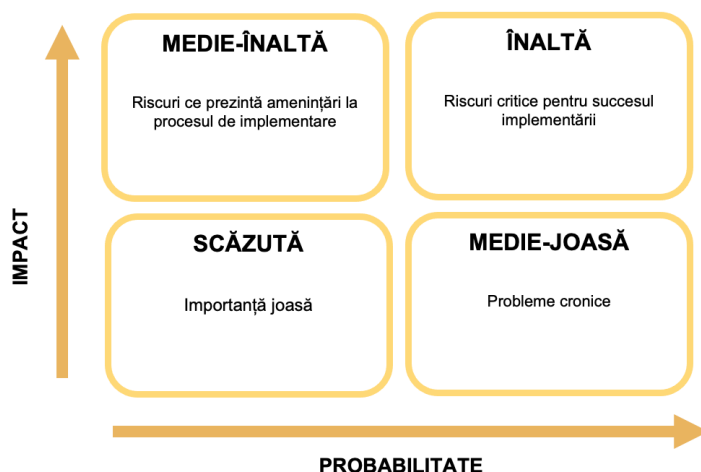 MEDIE-ÎNALTĂ
Riscuri ce prezintă amenințări la
procesul de implementare
ÎNALTĂ
Riscuri critice pentru succesul
implementării
SCĂZUTĂ
Importanță joasă
MEDIE-JOASĂ
Probleme cronice
IMPACT
PROBABILITATE